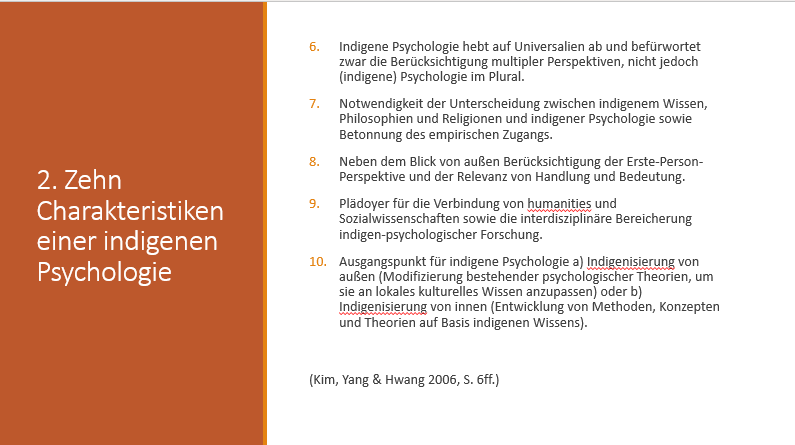 2. Zehn
Charakteristiken
einer indigenen
Psychologie
6. Indigene Psychologie hebt auf Universalien ab und befürwortet
zwar die Berücksichtigung multipler Perspektiven, nicht jedoch
(indigene) Psychologie im Plural.
7. Notwendigkeit der Unterscheidung zwischen indigenem Wissen,
Philosophien und Religionen und indigener Psychologie sowie
Betonnung des empirischen Zugangs.
8. Neben dem Blick von außen Berücksichtigung der Erste-Person-
Perspektive und der Relevanz von Handlung und Bedeutung.
9. Plädoyer für die Verbindung von humanities und
Sozialwissenschaften sowie die interdisziplinäre Bereicherung
indigen-psychologischer Forschung.
10. Ausgangspunkt für indigene Psychologie a) Indigenisierung von
außen (Modifizierung bestehender psychologischer Theorien, um
sie an lokales kulturelles Wissen anzupassen) oder b)
Indigenisierung von innen (Entwicklung von Methoden, Konzepten
und Theorien auf Basis indigenen Wissens).
(Kim, Yang & Hwang 2006, S. 6ff.)